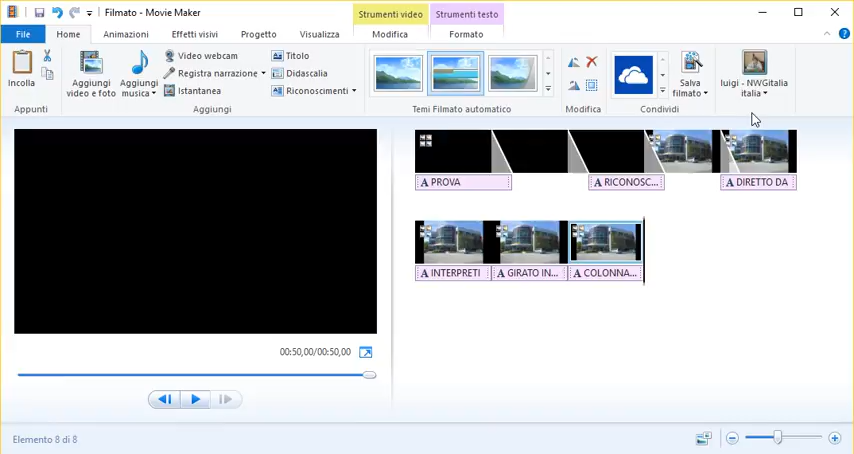 Filmato - Movie Maker
Strumenti video
Strumenti testo
File
Home
Animazioni
Effetti visivi
Progetto
Visualizza
Modifica
Formato
Incolla
Appunti
Aggiungi
video e foto
Aggiungi
musica
Video webcam
Registra narrazione
Istantanea
Titolo
Didascalia
Riconoscimenti
Aggiungi
Temi Filmato automatico
Modifica
Salva
filmato
Condividi
luigi - NWGitalia
italia
A PROVA
A RICONOSC...
A DIRETTO DA
A INTERPRETI
A GIRATO IN...
A COLONNA...
00:50,00/00:50,00
Elemento 8 di 8